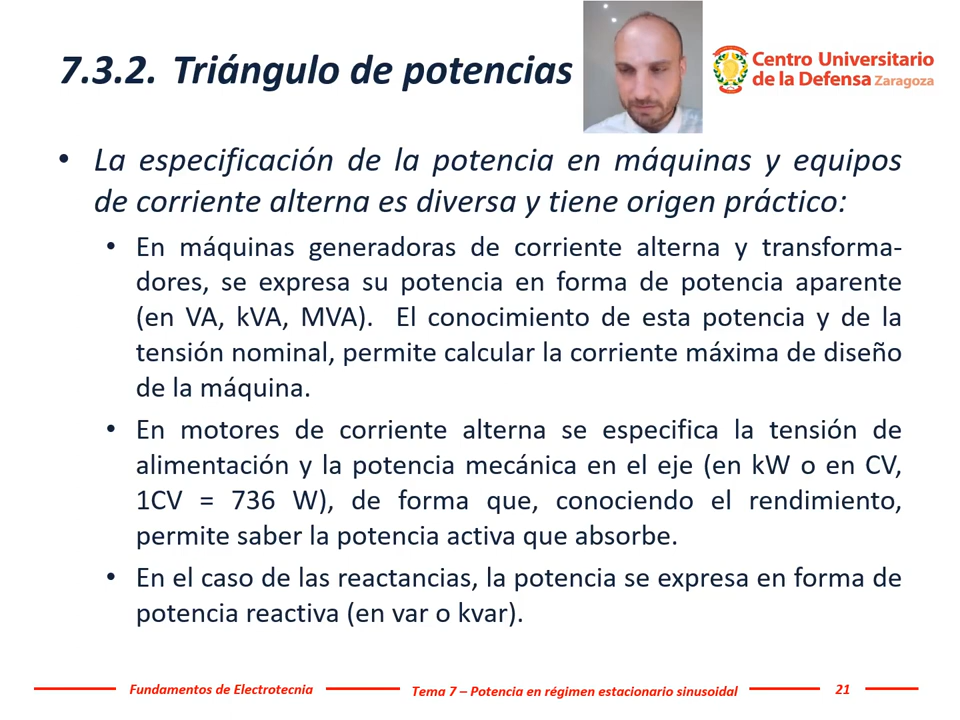 7.3.2. Triángulo de potencias
Centro Universitario
de la Defensa Zaragoza
• La especificación de la potencia en máquinas y equipos
de corriente alterna es diversa y tiene origen práctico:
• En máquinas generadoras de corriente alterna y transforma-
dores, se expresa su potencia en forma de potencia aparente
(en VA, kVA, MVA). El conocimiento de esta potencia y de la
tensión nominal, permite calcular la corriente máxima de diseño
de la máquina.
• En motores de corriente alterna se especifica la tensión de
alimentación y la potencia mecánica en el eje (en kW o en CV,
1CV = 736 W), de forma que, conociendo el rendimiento,
permite saber la potencia activa que absorbe.
• En el caso de las reactancias, la potencia se expresa en forma de
potencia reactiva (en var o kvar).
Fundamentos de Electrotecnia
Tema 7 – Potencia en régimen estacionario sinusoidal
21